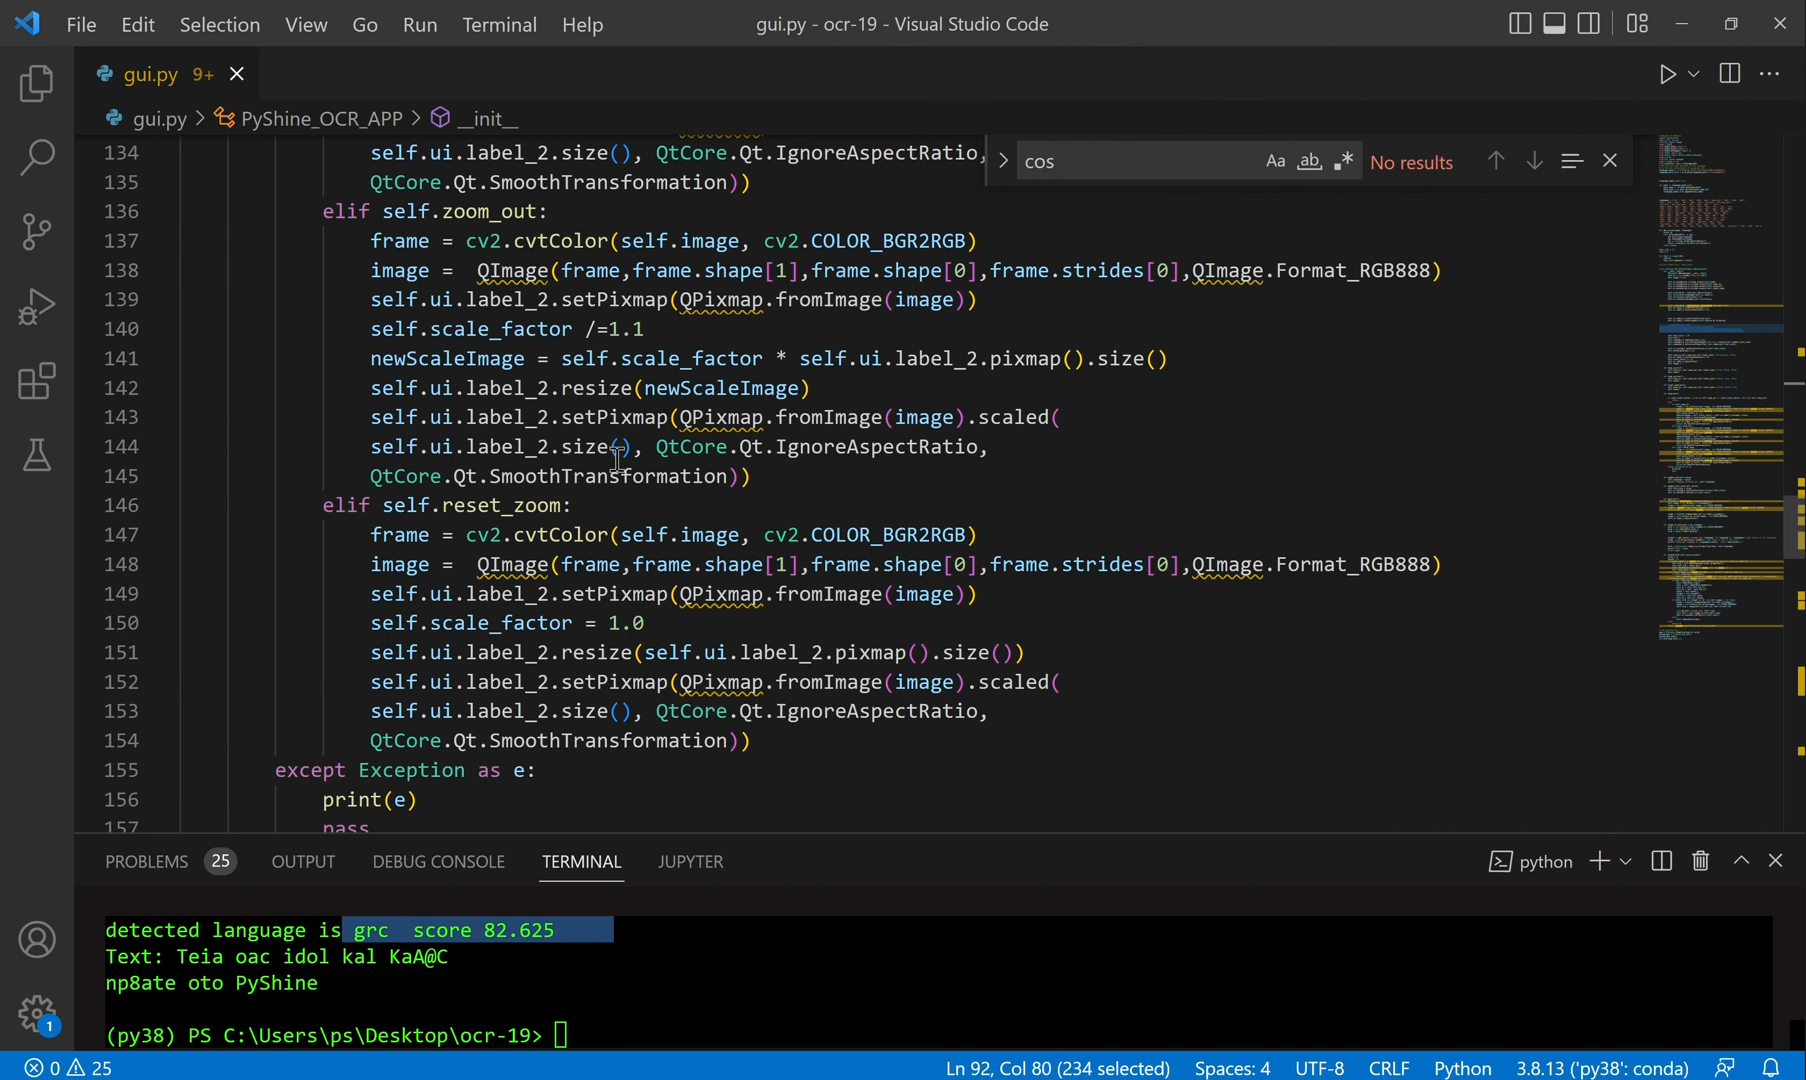 File Edit Selection View Go Run Terminal Help gui.py - ocr-19 - Visual Studio Code
gui.py 9+
gui.py > PyShine_OCR_APP > __init__
cos Aa ab No results
134 self.ui.label_2.size(), QtCore.Qt.IgnoreAspectRatio,
135 QtCore.Qt.SmoothTransformation))
136 elif self.zoom_out:
137 frame = cv2.cvtColor(self.image, cv2.COLOR_BGR2RGB)
138 image =  QImage(frame,frame.shape[1],frame.shape[0],frame.strides[0],QImage.Format_RGB888)
139 self.ui.label_2.setPixmap(QPixmap.fromImage(image))
140 self.scale_factor /=1.1
141 newScaleImage = self.scale_factor * self.ui.label_2.pixmap().size()
142 self.ui.label_2.resize(newScaleImage)
143 self.ui.label_2.setPixmap(QPixmap.fromImage(image).scaled(
144 self.ui.label_2.size(), QtCore.Qt.IgnoreAspectRatio,
145 QtCore.Qt.SmoothTransformation))
146 elif self.reset_zoom:
147 frame = cv2.cvtColor(self.image, cv2.COLOR_BGR2RGB)
148 image =  QImage(frame,frame.shape[1],frame.shape[0],frame.strides[0],QImage.Format_RGB888)
149 self.ui.label_2.setPixmap(QPixmap.fromImage(image))
150 self.scale_factor = 1.0
151 self.ui.label_2.resize(self.ui.label_2.pixmap().size())
152 self.ui.label_2.setPixmap(QPixmap.fromImage(image).scaled(
153 self.ui.label_2.size(), QtCore.Qt.IgnoreAspectRatio,
154 QtCore.Qt.SmoothTransformation))
155 except Exception as e:
156 print(e)
157 pass
PROBLEMS 25 OUTPUT DEBUG CONSOLE TERMINAL JUPYTER python
detected language is grc  score 82.625
Text: Teia oac idol kal KaA@C
np8ate oto PyShine
(py38) PS C:\Users\ps\Desktop\ocr-19>
1
0 25 Ln 92, Col 80 (234 selected) Spaces: 4 UTF-8 CRLF Python 3.8.13 ('py38': conda)